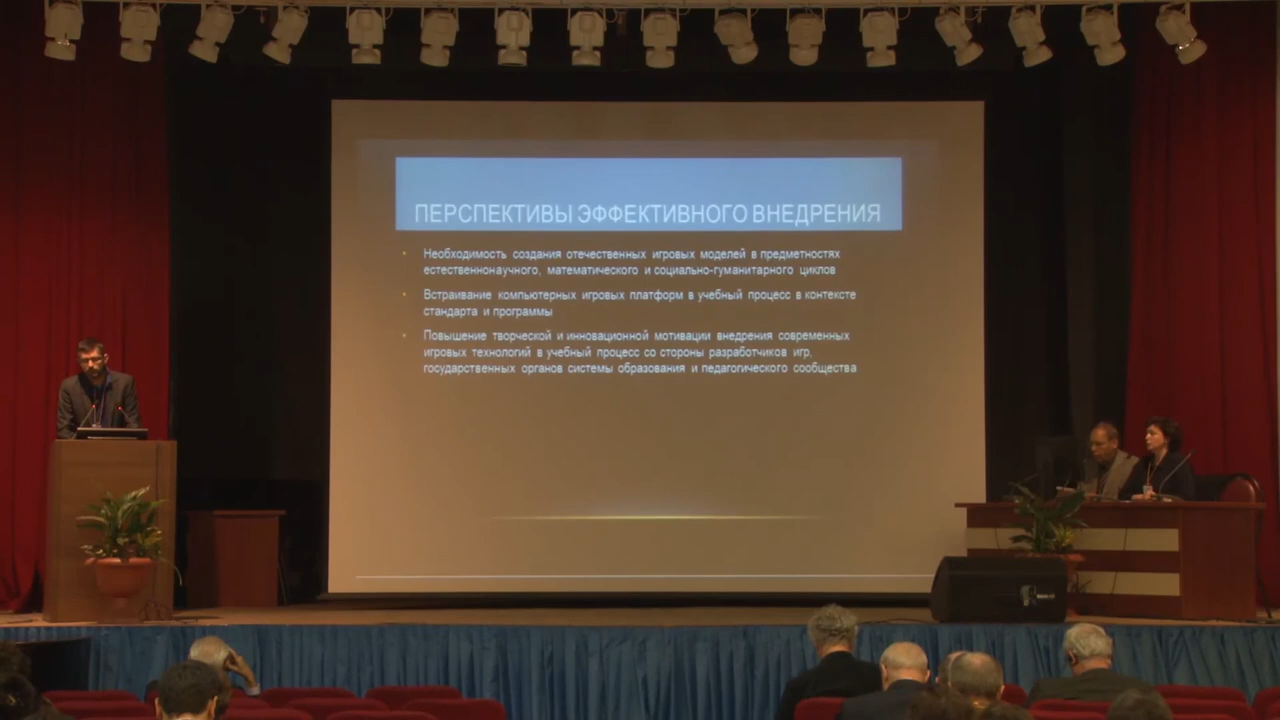 ПЕРСПЕКТИВЫ ЭФФЕКТИВНОГО ВНЕДРЕНИЯ
Необходимость создания отечественных игровых моделей в предметностях
естественнонаучного, математического и социально-гуманитарного циклов
Встраивание компьютерных игровых платформ в учебный процесс в контексте
стандарта и программы
Повышение творческой и инновационной мотивации внедрения современных
игровых технологий в учебный процесс со стороны разработчиков игр,
государственных органов системы образования и педагогического сообщества